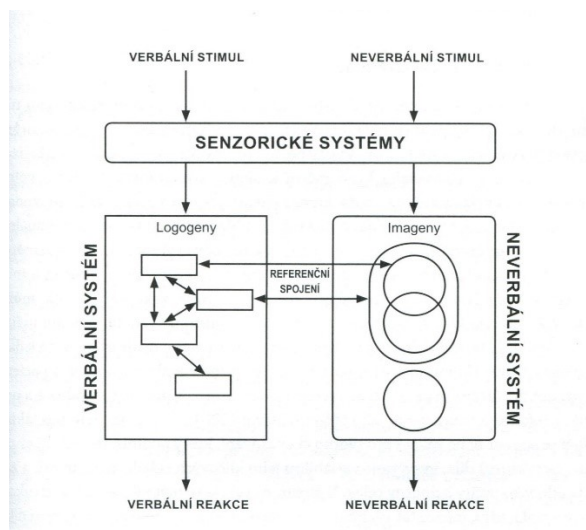 VERBÁLNÍ STIMUL
NEVERBÁLNÍ STIMUL
SENZORICKÉ SYSTÉMY
VERBÁLNÍ SYSTÉM
Logogeny
REFERENČNÍ
SPOJENÍ
Imageny
NEVERBÁLNÍ SYSTÉM
VERBÁLNÍ REAKCE
NEVERBÁLNÍ REAKCE